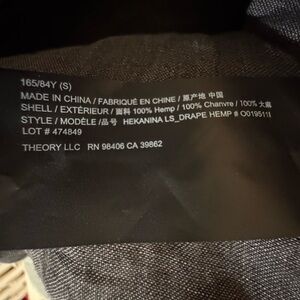 165/84Y (S)
MADE IN CHINA / FABRIQUÉ EN CHINE / 原产地 中国
SHELL / EXTÉRIEUR / 面料 100% Hemp / 100% Chanvre / 100% 大麻
STYLE / MODÈLE /品号 HEKANINA LS_DRAPE HEMP # O019511
LOT # 474849
THEORY LLC RN 98406 CA 39862